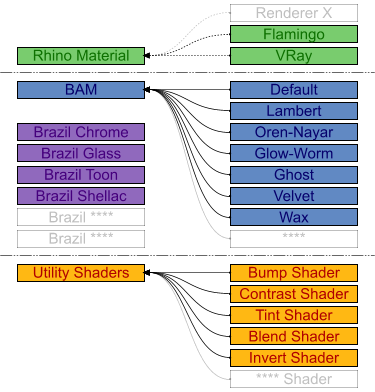 Renderer X
Flamingo
Rhino Material
VRay
BAM
Default
Lambert
Brazil Chrome
Oren-Nayar
Brazil Glass
Glow-Worm
Brazil Toon
Ghost
Brazil Shellac
Velvet
Brazil ****
Wax
Brazil ****
****
Utility Shaders
Bump Shader
Contrast Shader
Tint Shader
Blend Shader
Invert Shader
**** Shader